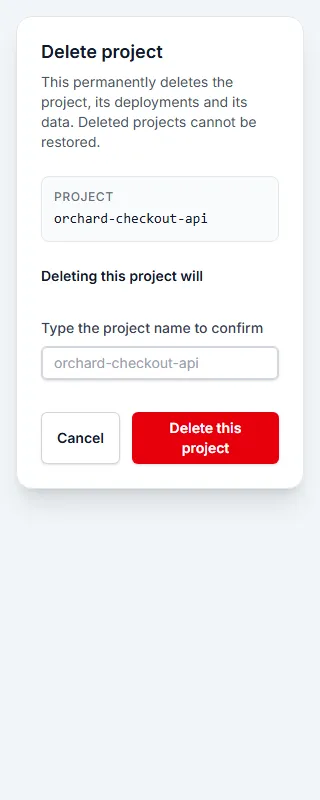 Delete project
This permanently deletes the
project, its deployments and its
data. Deleted projects cannot be
restored.
PROJECT
orchard-checkout-api
Deleting this project will
Type the project name to confirm
orchard-checkout-api
Cancel
Delete this
project